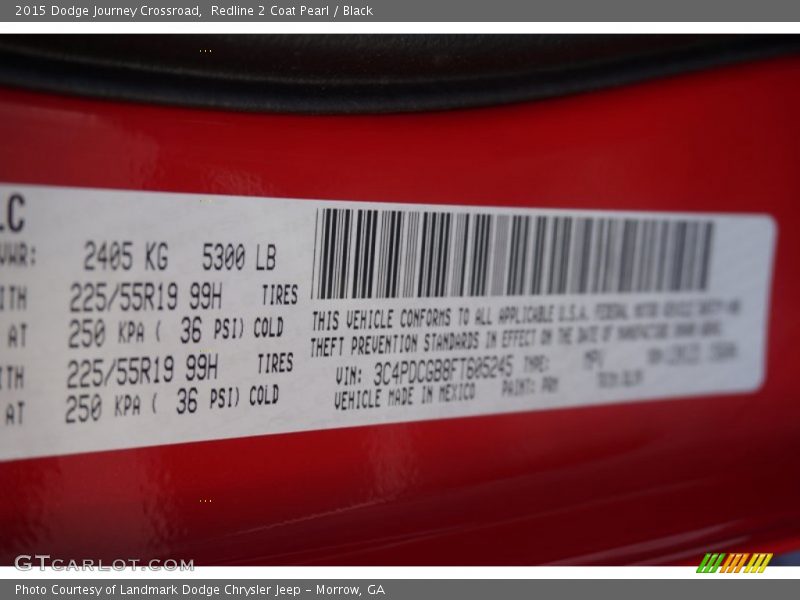 2015 Dodge Journey Crossroad,  Redline 2 Coat Pearl / Black
LC
VWR: 2405 KG 5300 LB
ITH 225/55R19 99H TIRES
AT 250 KPA ( 36 PSI) COLD
ITH 225/55R19 99H TIRES
AT 250 KPA ( 36 PSI) COLD
THIS VEHICLE CONFORMS TO ALL APPLICABLE U.S.A. FEDERAL MOTOR VEHICLE SAFETY AND
THEFT PREVENTION STANDARDS IN EFFECT ON THE DATE OF MANUFACTURE SHOWN ABOVE.
VIN: 3C4PDCGB8FT605245 TYPE: MPV
VEHICLE MADE IN MEXICO PAINT: PRM
GTCARLOT.COM
Photo Courtesy of Landmark Dodge Chrysler Jeep – Morrow, GA